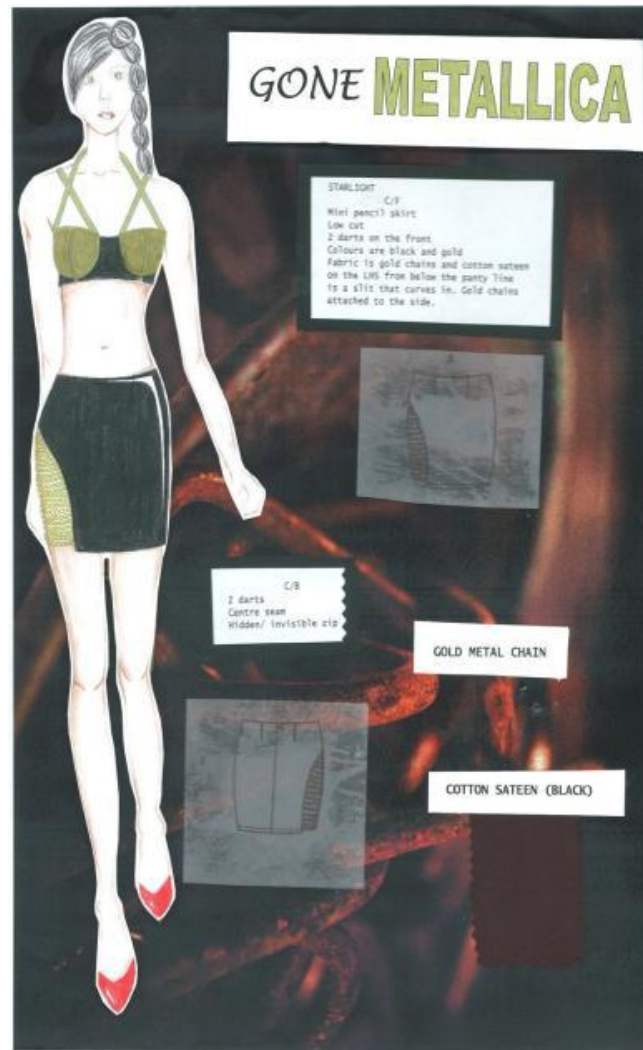 GONE METALLICA
STARLIGHT
C/F
Mini pencil skirt
Low cut
2 darts on the front
Colours are black and gold
Fabric is gold chains and cotton sateen
on the LHS from below the panty line
is a slit that curves in. Gold chains
attached to the side.
C/B
2 darts
Centre seam
Hidden/ invisible zip
GOLD METAL CHAIN
COTTON SATEEN (BLACK)